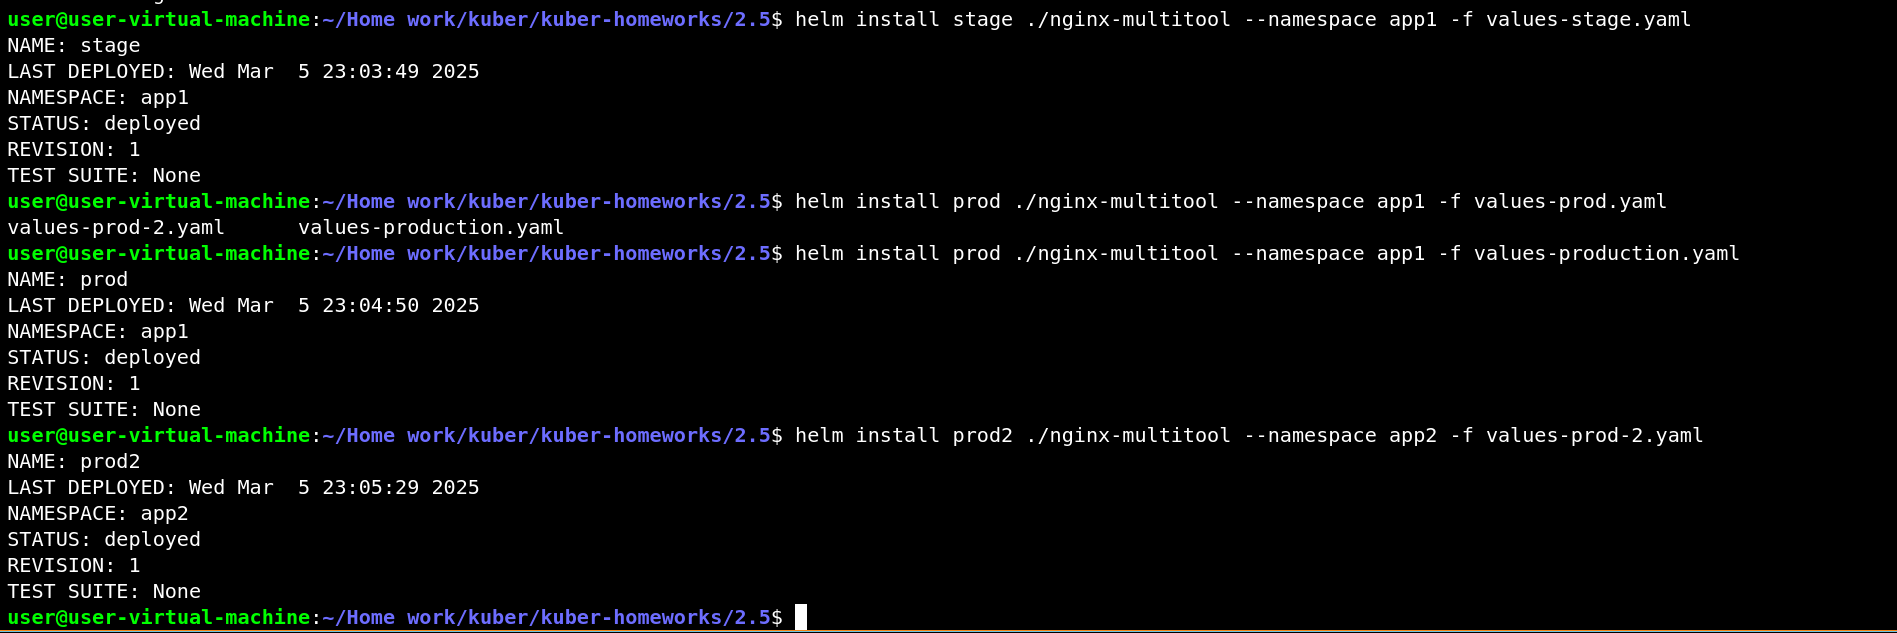 user@user-virtual-machine:~/Home work/kuber/kuber-homeworks/2.5$ helm install stage ./nginx-multitool --namespace app1 -f values-stage.yaml
NAME: stage
LAST DEPLOYED: Wed Mar  5 23:03:49 2025
NAMESPACE: app1
STATUS: deployed
REVISION: 1
TEST SUITE: None
user@user-virtual-machine:~/Home work/kuber/kuber-homeworks/2.5$ helm install prod ./nginx-multitool --namespace app1 -f values-prod.yaml
values-prod-2.yaml      values-production.yaml
user@user-virtual-machine:~/Home work/kuber/kuber-homeworks/2.5$ helm install prod ./nginx-multitool --namespace app1 -f values-production.yaml
NAME: prod
LAST DEPLOYED: Wed Mar  5 23:04:50 2025
NAMESPACE: app1
STATUS: deployed
REVISION: 1
TEST SUITE: None
user@user-virtual-machine:~/Home work/kuber/kuber-homeworks/2.5$ helm install prod2 ./nginx-multitool --namespace app2 -f values-prod-2.yaml
NAME: prod2
LAST DEPLOYED: Wed Mar  5 23:05:29 2025
NAMESPACE: app2
STATUS: deployed
REVISION: 1
TEST SUITE: None
user@user-virtual-machine:~/Home work/kuber/kuber-homeworks/2.5$